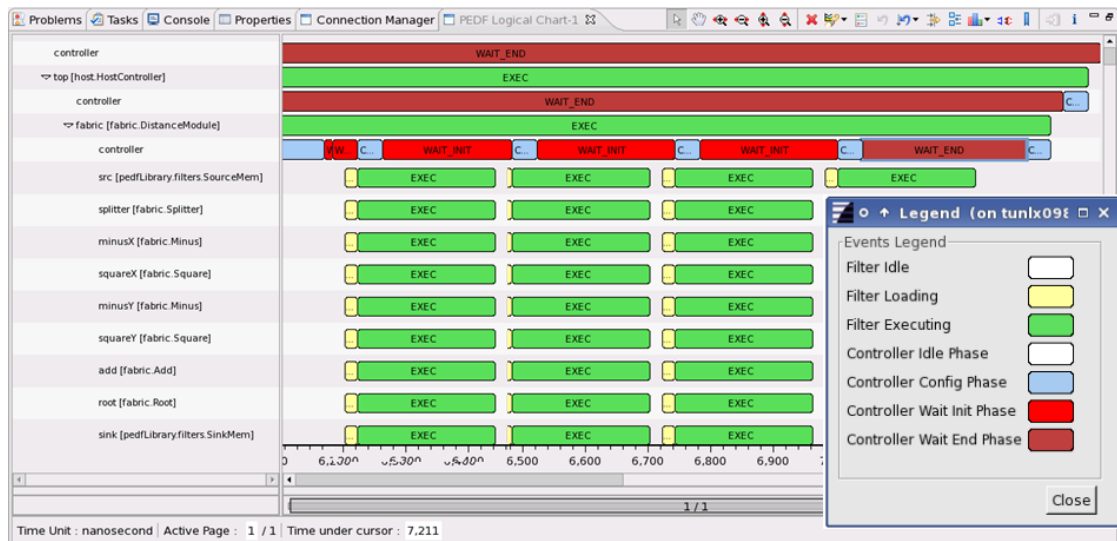 Problems Tasks Console Properties Connection Manager PEDF Logical Chart-1
controller WAIT_END
top [host.HostController] EXEC
controller WAIT_END C...
fabric [fabric.DistanceModule] EXEC
controller W... C... WAIT_INIT C... WAIT_INIT C... WAIT_INIT C... WAIT_END C...
src [pedfLibrary.filters.SourceMem] ... EXEC EXEC ... EXEC ... EXEC
splitter [fabric.Splitter] ... EXEC EXEC ... EXEC
minusX [fabric.Minus] ... EXEC EXEC ... EXEC
squareX [fabric.Square] ... EXEC EXEC ... EXEC
minusY [fabric.Minus] ... EXEC EXEC ... EXEC
squareY [fabric.Square] ... EXEC EXEC ... EXEC
add [fabric.Add] ... EXEC EXEC ... EXEC
root [fabric.Root] ... EXEC EXEC ... EXEC
sink [pedfLibrary.filters.SinkMem] ... EXEC EXEC ... EXEC
6,500 6,600 6,700 6,800 6,900
1 / 1
Time Unit : nanosecond Active Page : 1 / 1 Time under cursor : 7,211
Legend (on tunlx098
Events Legend
Filter Idle
Filter Loading
Filter Executing
Controller Idle Phase
Controller Config Phase
Controller Wait Init Phase
Controller Wait End Phase
Close